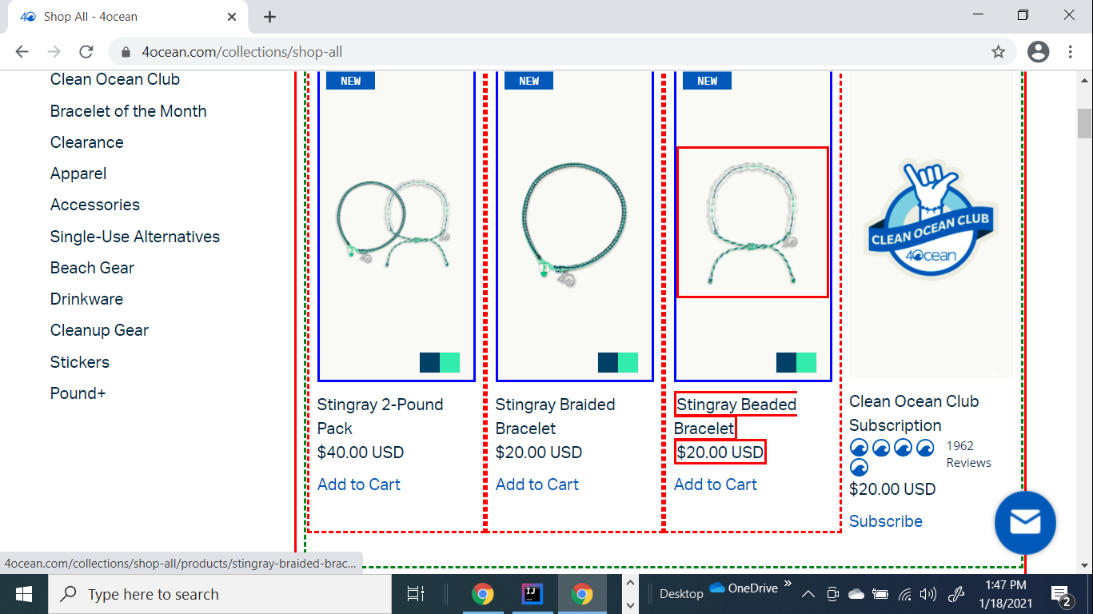 Shop All - 4ocean
4ocean.com/collections/shop-all
Clean Ocean Club
Bracelet of the Month
Clearance
Apparel
Accessories
Single-Use Alternatives
Beach Gear
Drinkware
Cleanup Gear
Stickers
Pound+
NEW
Stingray 2-Pound
Pack
$40.00 USD
Add to Cart
NEW
Stingray Braided
Bracelet
$20.00 USD
Add to Cart
NEW
Stingray Beaded
Bracelet
$20.00 USD
Add to Cart
CLEAN OCEAN CLUB
4ocean
Clean Ocean Club
Subscription
1962
Reviews
$20.00 USD
Subscribe
4ocean.com/collections/shop-all/products/stingray-braided-brac...
Type here to search
IJ
Desktop
OneDrive
1:47 PM
1/18/2021
2